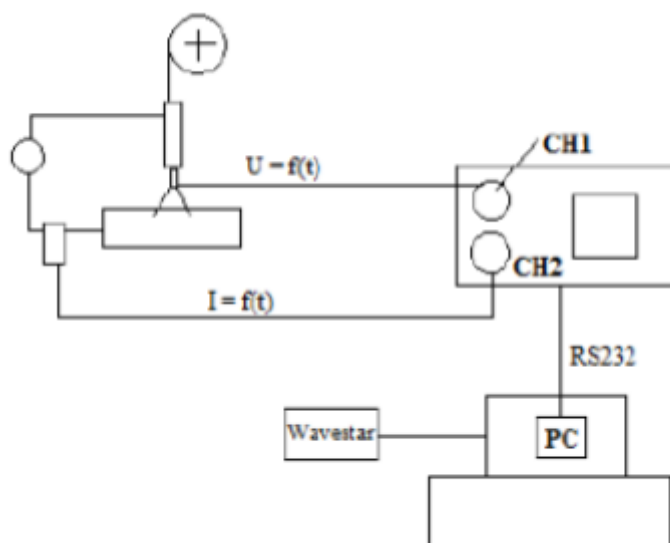 CH1
U = f(t)
CH2
I = f(t)
RS232
Wavestar
PC